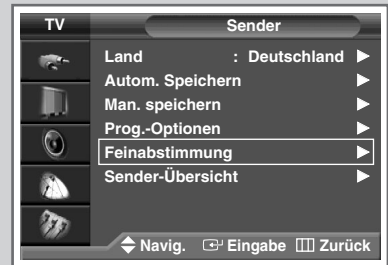 TV Sender
Land : Deutschland
Autom. Speichern
Man. speichern
Prog.-Optionen
Feinabstimmung
Sender-Übersicht
Navig. Eingabe Zurück